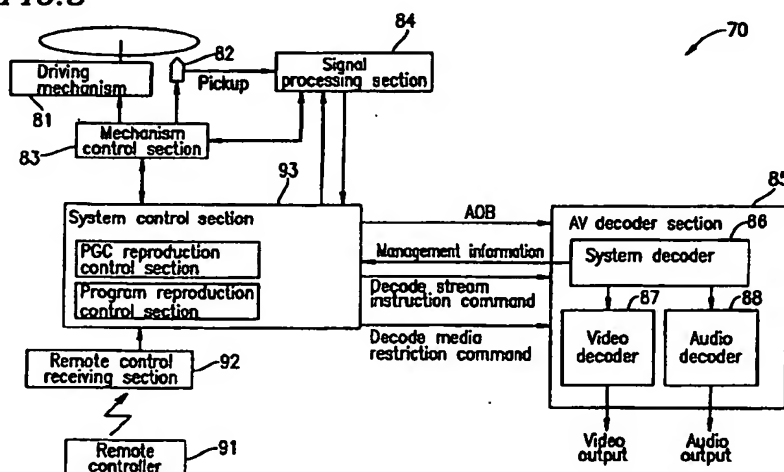 84
70
82
Driving
mechanism
Pickup
Signal
processing section
81
Mechanism
control section
83
93
85
System control section
AOB
AV decoder section
86
PGC reproduction
control section
Management information
System decoder
Program reproduction
control section
Decode stream
instruction command
87
88
Decode media
restriction command
Video
decoder
Audio
decoder
Remote control
receiving section
92
Video
output
Audio
output
Remote
controller
91